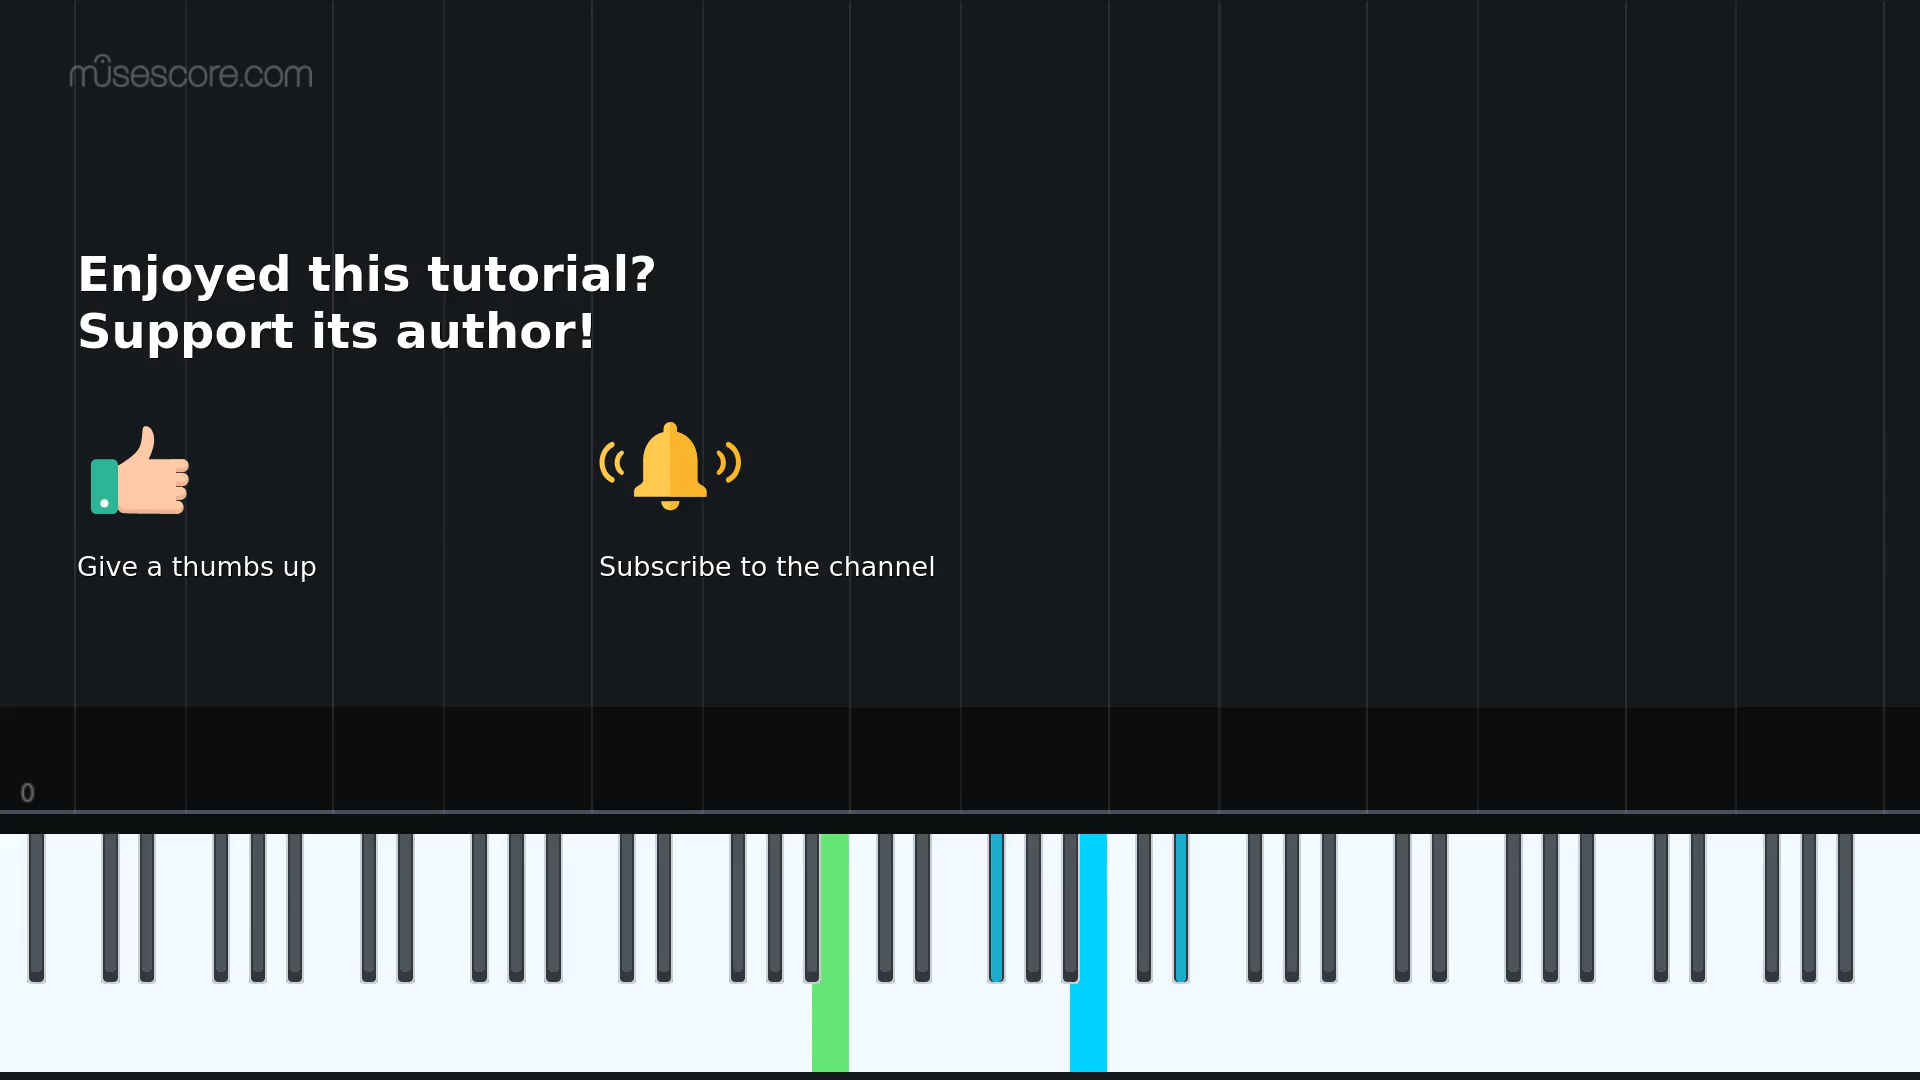 musescore.com
Enjoyed this tutorial?
Support its author!
Give a thumbs up
Subscribe to the channel
0